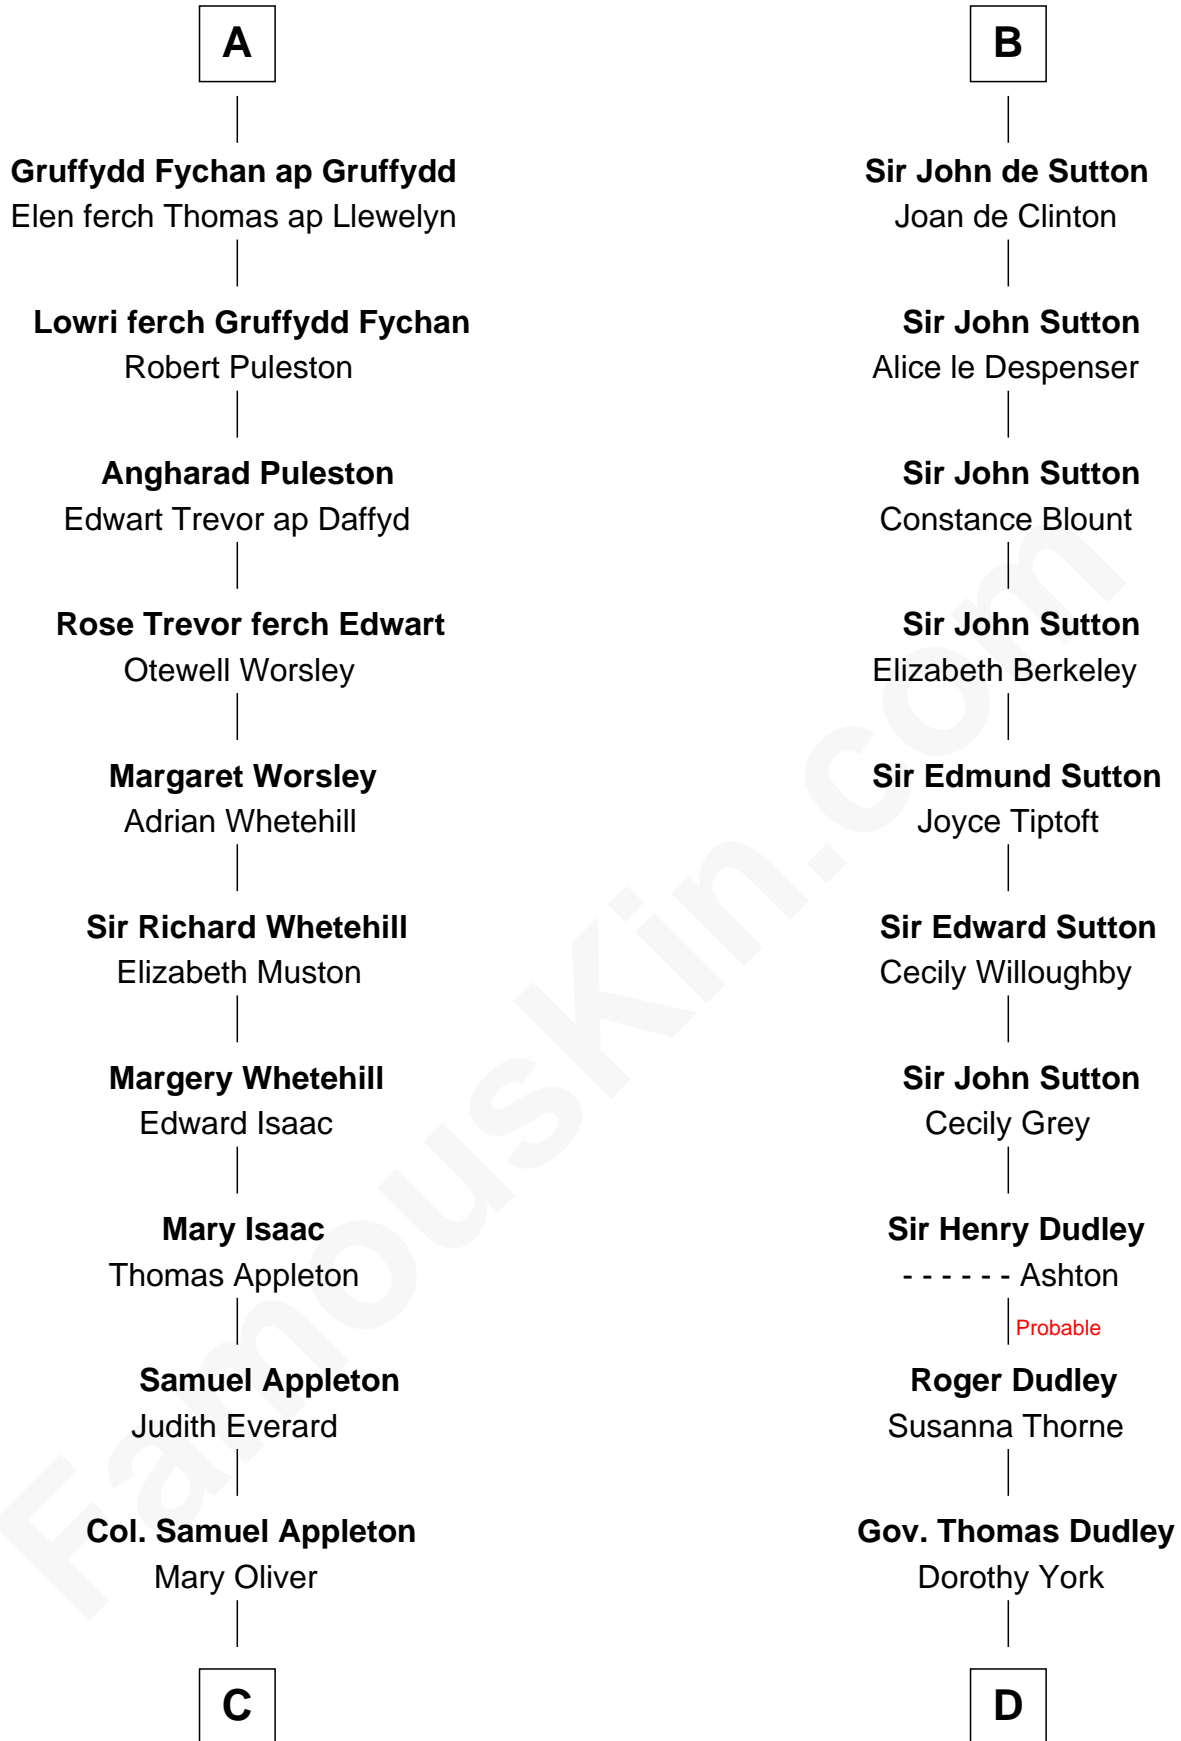 A
Gruffydd Fychan ap Gruffydd
Elen ferch Thomas ap Llewelyn
Lowri ferch Gruffydd Fychan
Robert Puleston
Angharad Puleston
Edwart Trevor ap Daffyd
Rose Trevor ferch Edwart
Otewell Worsley
Margaret Worsley
Adrian Whetehill
Sir Richard Whetehill
Elizabeth Muston
Margery Whetehill
Edward Isaac
Mary Isaac
Thomas Appleton
Samuel Appleton
Judith Everard
Col. Samuel Appleton
Mary Oliver
C
B
Sir John de Sutton
Joan de Clinton
Sir John Sutton
Alice le Despenser
Sir John Sutton
Constance Blount
Sir John Sutton
Elizabeth Berkeley
Sir Edmund Sutton
Joyce Tiptoft
Sir Edward Sutton
Cecily Willoughby
Sir John Sutton
Cecily Grey
Sir Henry Dudley
- - - - - - Ashton
Probable
Roger Dudley
Susanna Thorne
Gov. Thomas Dudley
Dorothy York
D
FamousKin.com